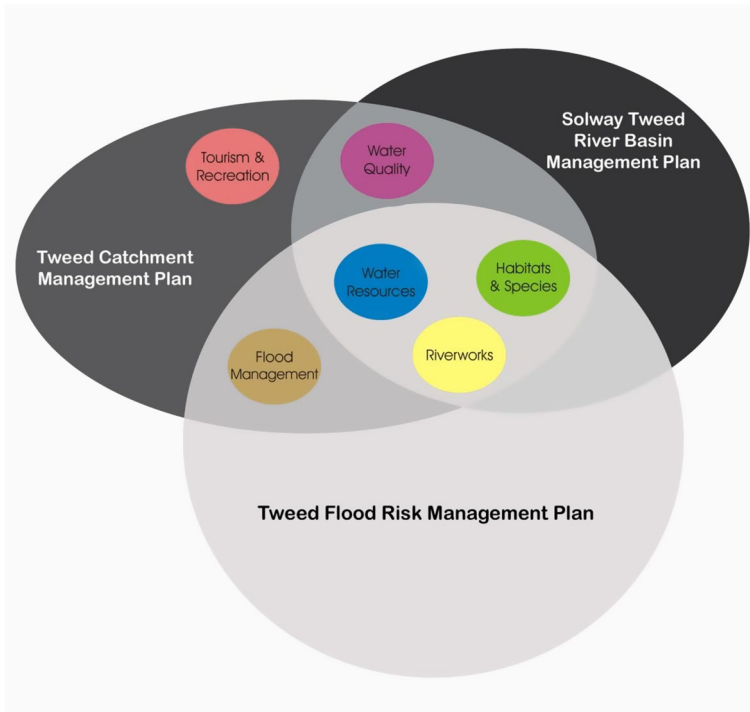 Solway Tweed
River Basin
Management Plan
Tourism &
Recreation
Water
Quality
Tweed Catchment
Management Plan
Water
Resources
Habitats
& Species
Flood
Management
Riverworks
Tweed Flood Risk Management Plan